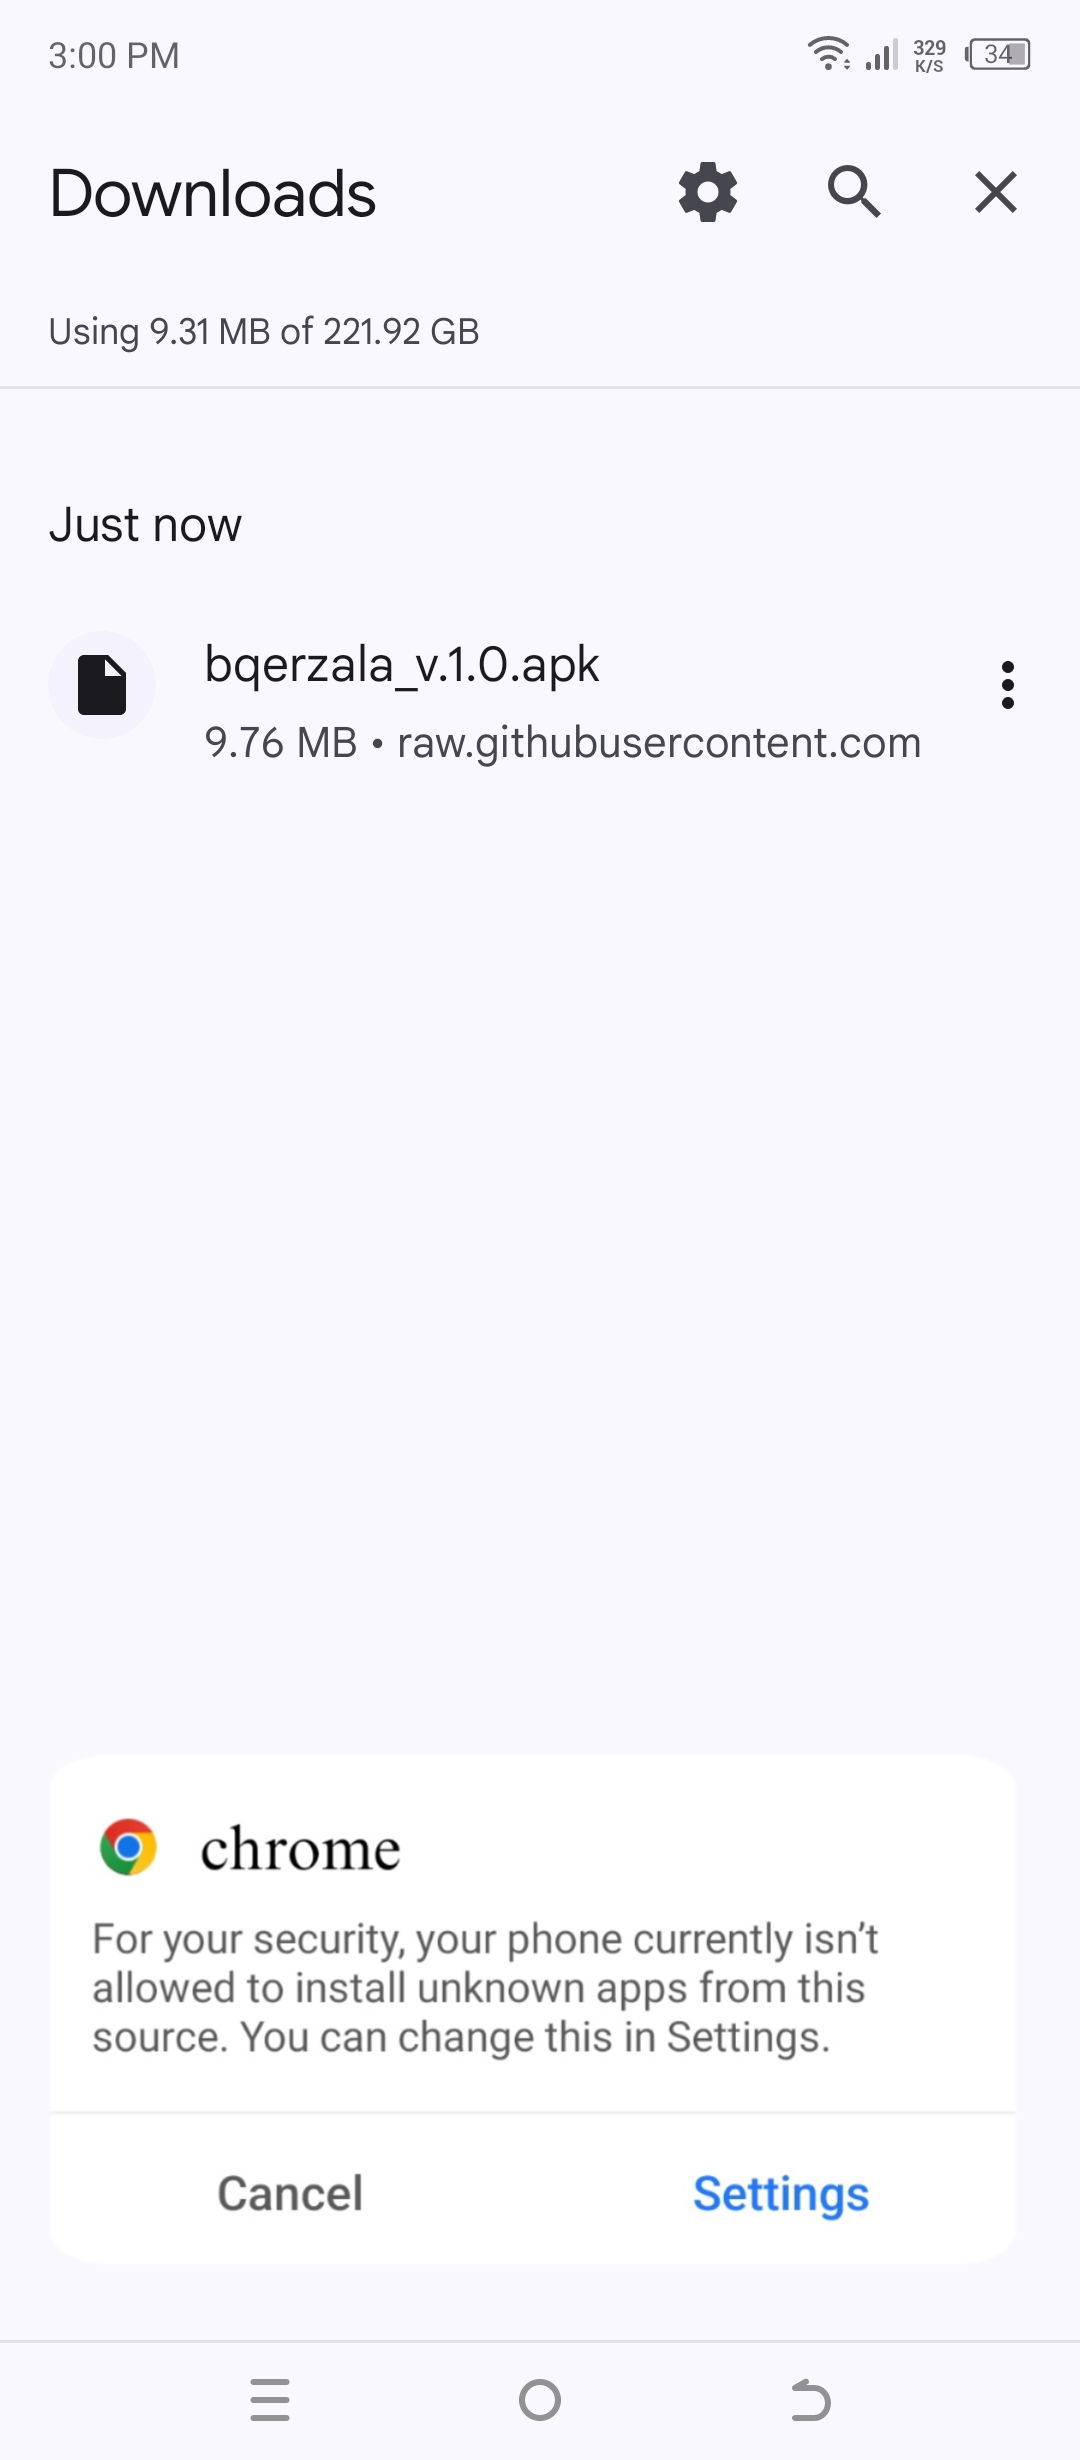 3:00 PM
329
K/S
34
Downloads
Using 9.31 MB of 221.92 GB
Just now
bqerzala_v.1.0.apk
9.76 MB • raw.githubusercontent.com
chrome
For your security, your phone currently isn’t
allowed to install unknown apps from this
source. You can change this in Settings.
Cancel
Settings